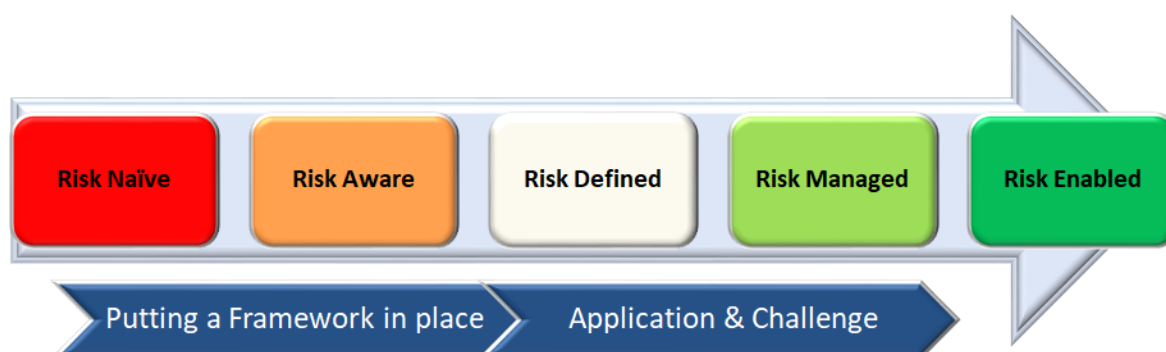 Risk Naïve
Risk Aware
Risk Defined
Risk Managed
Risk Enabled
Putting a Framework in place
Application & Challenge